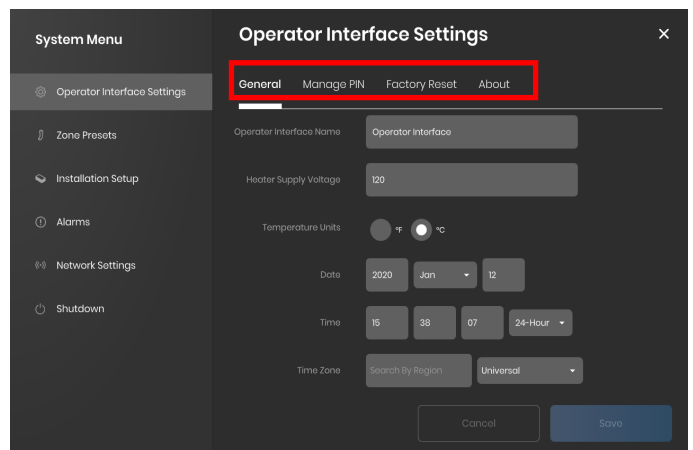 System Menu
Operator Interface Settings
Zone Presets
Installation Setup
Alarms
Network Settings
Shutdown
Operator Interface Settings
General Manage PIN Factory Reset About
Operator Interface Name Operator Interface
Heater Supply Voltage 120
Temperature Units °F °C
Date 2020 Jan 12
Time 15 38 07 24-Hour
Time Zone Search By Region Universal
Cancel Save